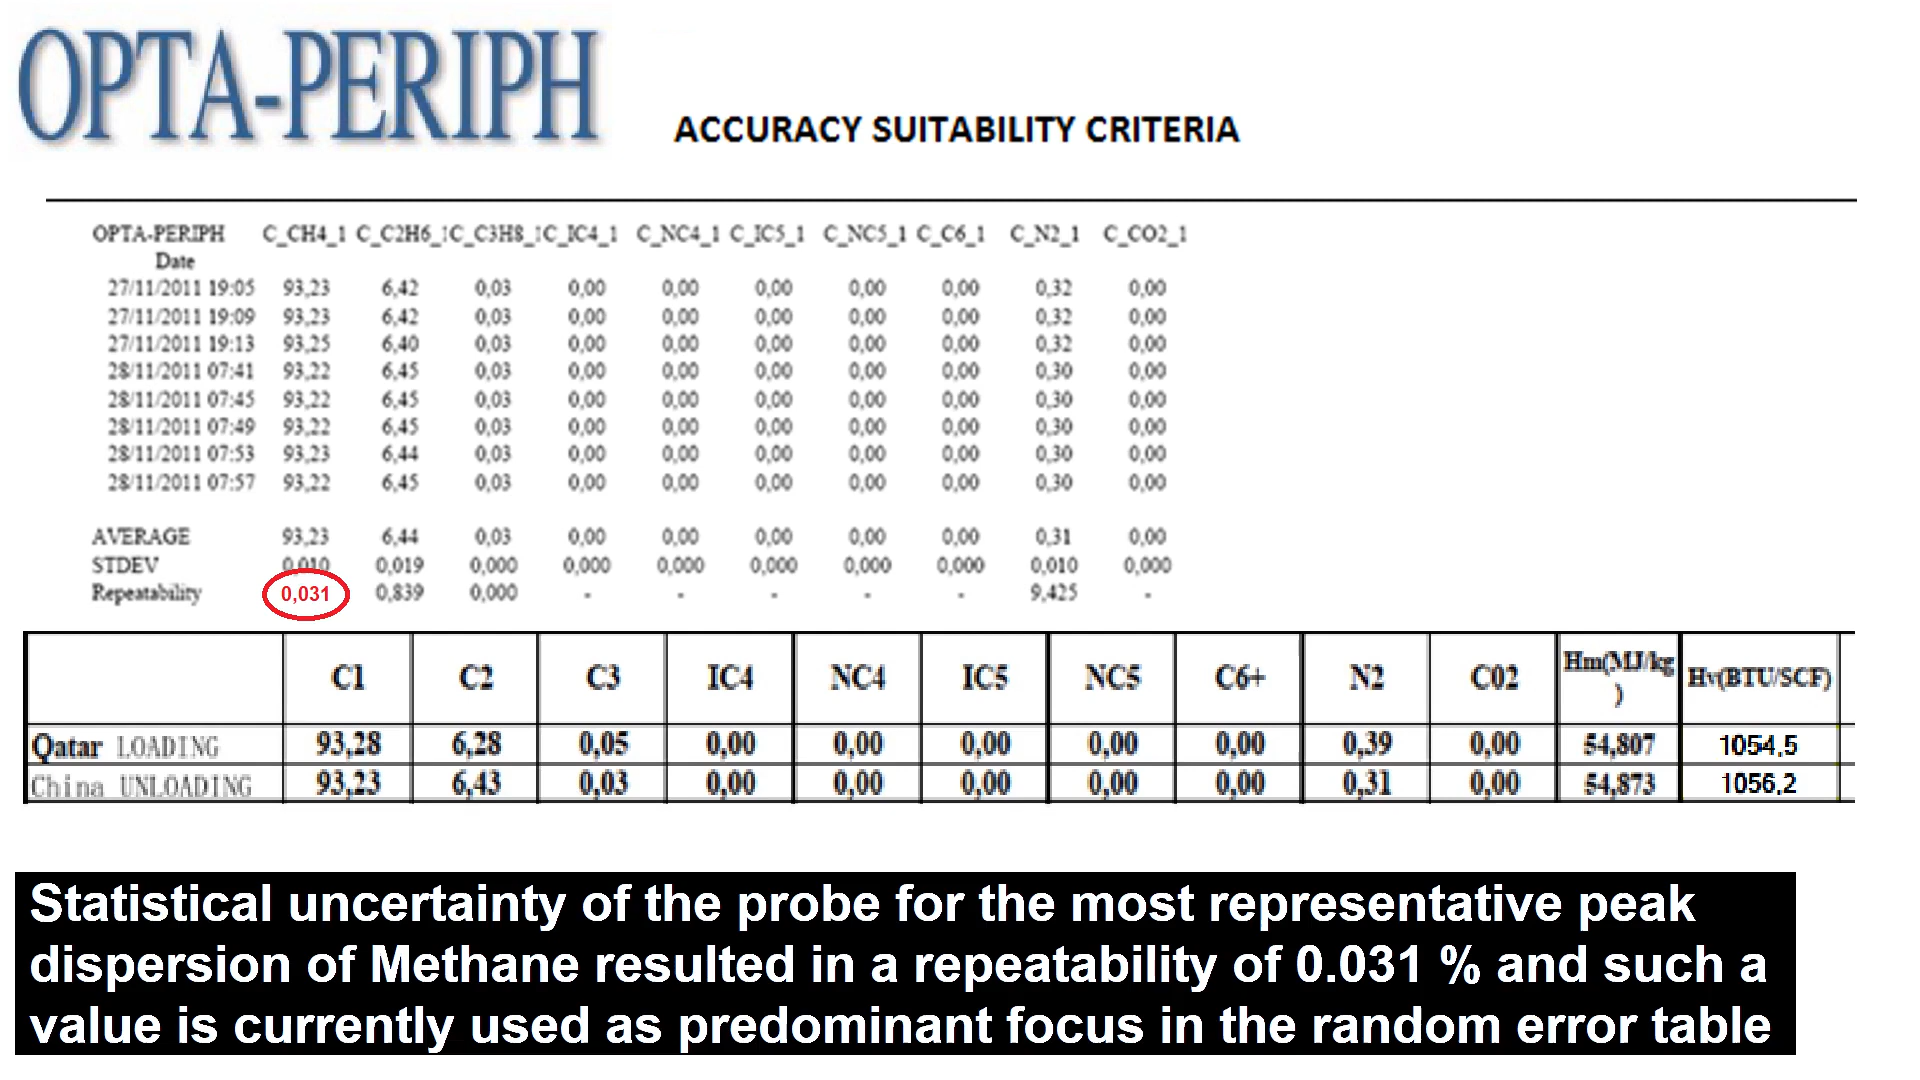 OPTA-PERIPH
ACCURACY SUITABILITY CRITERIA
OPTA-PERIPH C_CH4_1 C_C2H6_1 C_C3H8_1 C_IC4_1 C_NC4_1 C_IC5_1 C_NC5_1 C_C6_1 C_N2_1 C_CO2_1
Date
27/11/2011 19:05 93,23 6,42 0,03 0,00 0,00 0,00 0,00 0,00 0,32 0,00
27/11/2011 19:09 93,23 6,42 0,03 0,00 0,00 0,00 0,00 0,00 0,32 0,00
27/11/2011 19:13 93,25 6,40 0,03 0,00 0,00 0,00 0,00 0,00 0,32 0,00
28/11/2011 07:41 93,22 6,45 0,03 0,00 0,00 0,00 0,00 0,00 0,30 0,00
28/11/2011 07:45 93,22 6,45 0,03 0,00 0,00 0,00 0,00 0,00 0,30 0,00
28/11/2011 07:49 93,22 6,45 0,03 0,00 0,00 0,00 0,00 0,00 0,30 0,00
28/11/2011 07:53 93,23 6,44 0,03 0,00 0,00 0,00 0,00 0,00 0,30 0,00
28/11/2011 07:57 93,22 6,45 0,03 0,00 0,00 0,00 0,00 0,00 0,30 0,00
AVERAGE 93,23 6,44 0,03 0,00 0,00 0,00 0,00 0,00 0,31 0,00
STDEV 0,010 0,019 0,000 0,000 0,000 0,000 0,000 0,000 0,010 0,000
Repeatability 0,031 0,839 0,000 - - - - - 9,425 -
C1 C2 C3 IC4 NC4 IC5 NC5 C6+ N2 C02 Hm(MJ/kg) Hv(BTU/SCF)
Qatar LOADING 93,28 6,28 0,05 0,00 0,00 0,00 0,00 0,00 0,39 0,00 54,807 1054,5
China UNLOADING 93,23 6,43 0,03 0,00 0,00 0,00 0,00 0,00 0,31 0,00 54,873 1056,2
Statistical uncertainty of the probe for the most representative peak
dispersion of Methane resulted in a repeatability of 0.031 % and such a
value is currently used as predominant focus in the random error table